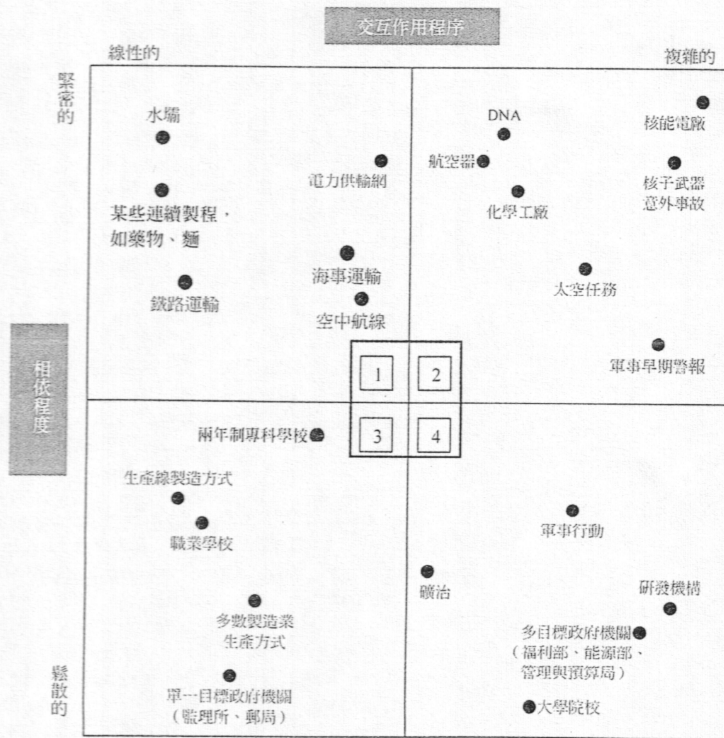 交互作用程序
線性的
複雜的
緊密的
水壩
某些連續製程,
如藥物、麵
鐵路運輸
電力供輸網
海事運輸
空中航線
DNA
航空器
化學工廠
核能電廠
核子武器
意外事故
太空任務
軍事早期警報
相依程度
1
2
3
4
兩年制專科學校
生產線製造方式
職業學校
多數製造業
生產方式
單一目標政府機關
(監理所、郵局)
軍事行動
礦治
研發機構
多目標政府機關
(福利部、能源部、
管理與預算局)
大學院校
鬆散的